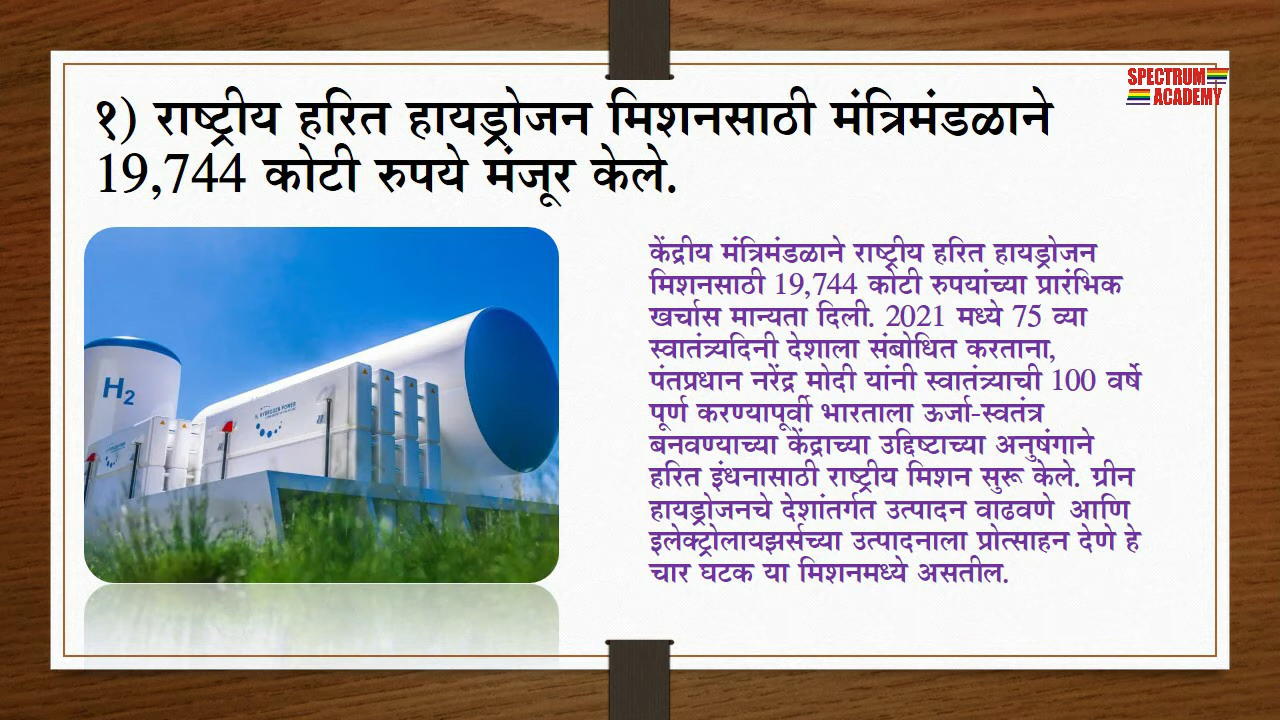 SPECTRUM
ACADEMY
१) राष्ट्रीय हरित हायड्रोजन मिशनसाठी मंत्रिमंडळाने
19,744 कोटी रुपये मंजूर केले.
H2
HYDROGEN POWER
केंद्रीय मंत्रिमंडळाने राष्ट्रीय हरित हायड्रोजन
मिशनसाठी 19,744 कोटी रुपयांच्या प्रारंभिक
खर्चास मान्यता दिली. 2021 मध्ये 75 व्या
स्वातंत्र्यदिनी देशाला संबोधित करताना,
पंतप्रधान नरेंद्र मोदी यांनी स्वातंत्र्याची 100 वर्षे
पूर्ण करण्यापूर्वी भारताला ऊर्जा-स्वतंत्र
बनवण्याच्या केंद्राच्या उद्दिष्टाच्या अनुषंगाने
हरित इंधनासाठी राष्ट्रीय मिशन सुरू केले. ग्रीन
हायड्रोजनचे देशांतर्गत उत्पादन वाढवणे आणि
इलेक्ट्रोलायझर्सच्या उत्पादनाला प्रोत्साहन देणे हे
चार घटक या मिशनमध्ये असतील.